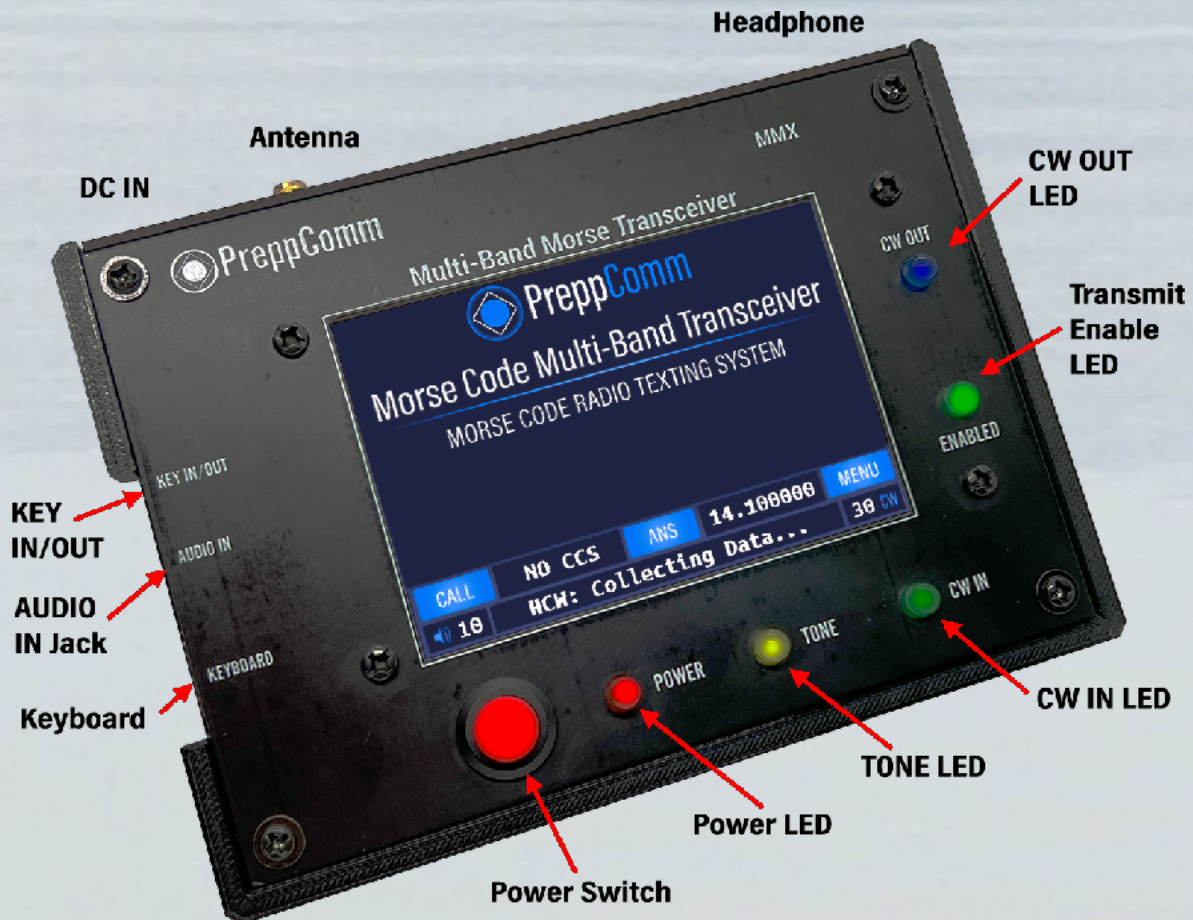 Headphone
Antenna
DC IN
MMX
CW OUT
LED
PreppComm
Multi-Band Morse Transceiver
CW OUT
PreppComm
Transmit
Enable
LED
Morse Code Multi-Band Transceiver
MORSE CODE RADIO TEXTING SYSTEM
ENABLED
KEY IN/OUT
KEY
IN/OUT
AUDIO IN
AUDIO
IN Jack
CALL NO CCS ANS 14.100000 MENU
10 HCW: Collecting Data... 30 CW
CW IN
TONE
KEYBOARD
POWER
Keyboard
CW IN LED
TONE LED
Power LED
Power Switch